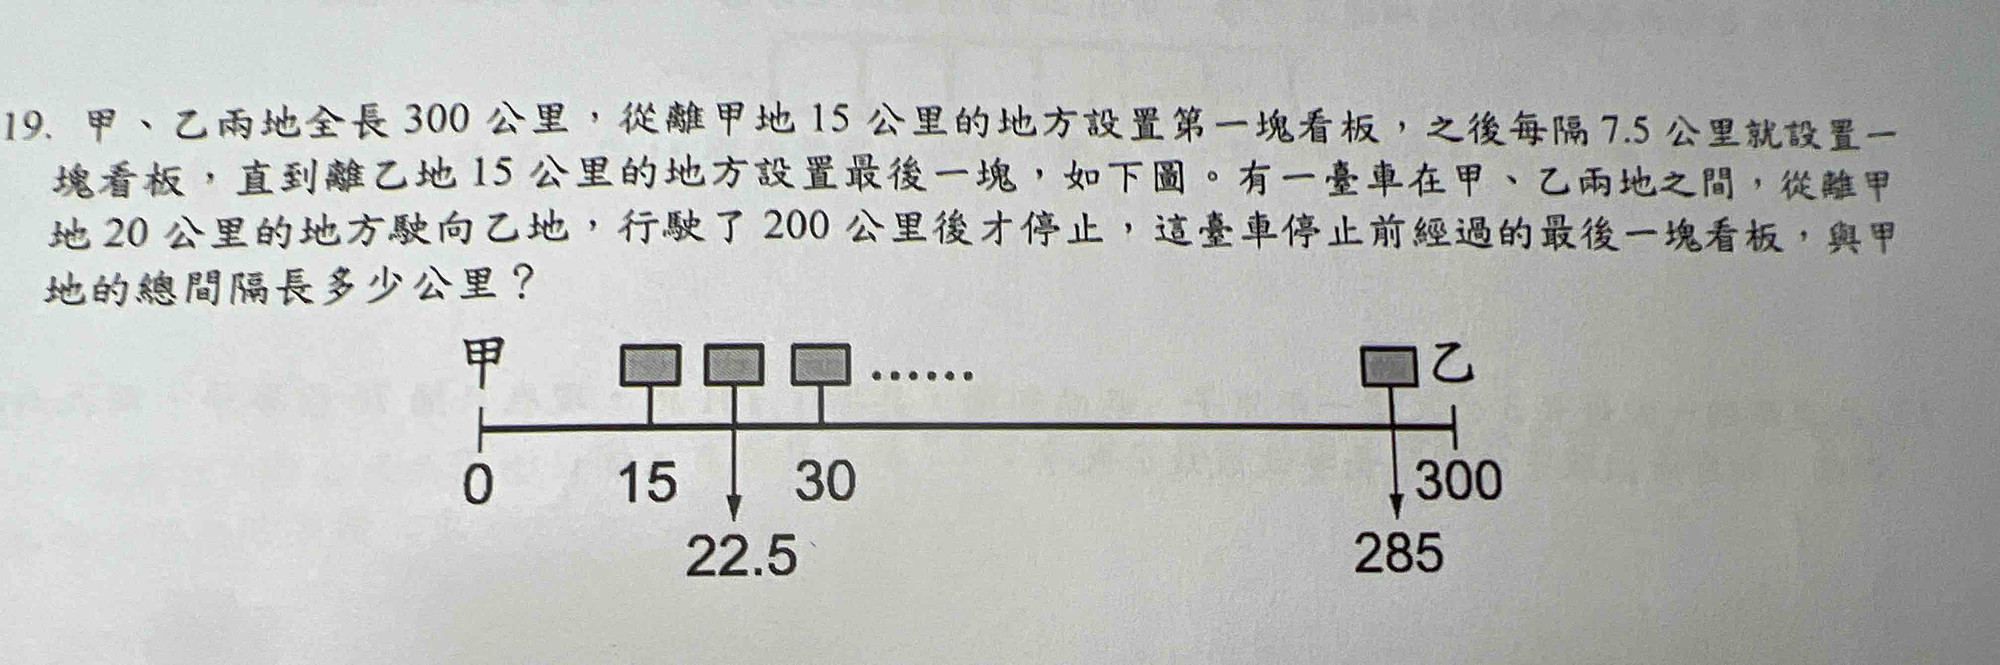 19. 甲、乙兩地全長 300 公里，從離甲地 15 公里的地方設置第一塊看板，之後每隔 7.5 公里就設置一
塊看板，直到離乙地 15 公里的地方設置最後一塊，如下圖。有一臺車在甲、乙兩地之間，從離甲
地 20 公里的地方駛向乙地，行駛了 200 公里後才停止，這臺車停止前經過的最後一塊看板，與甲
地的總間隔長多少公里？
甲 乙
0 15 30 300
22.5 285